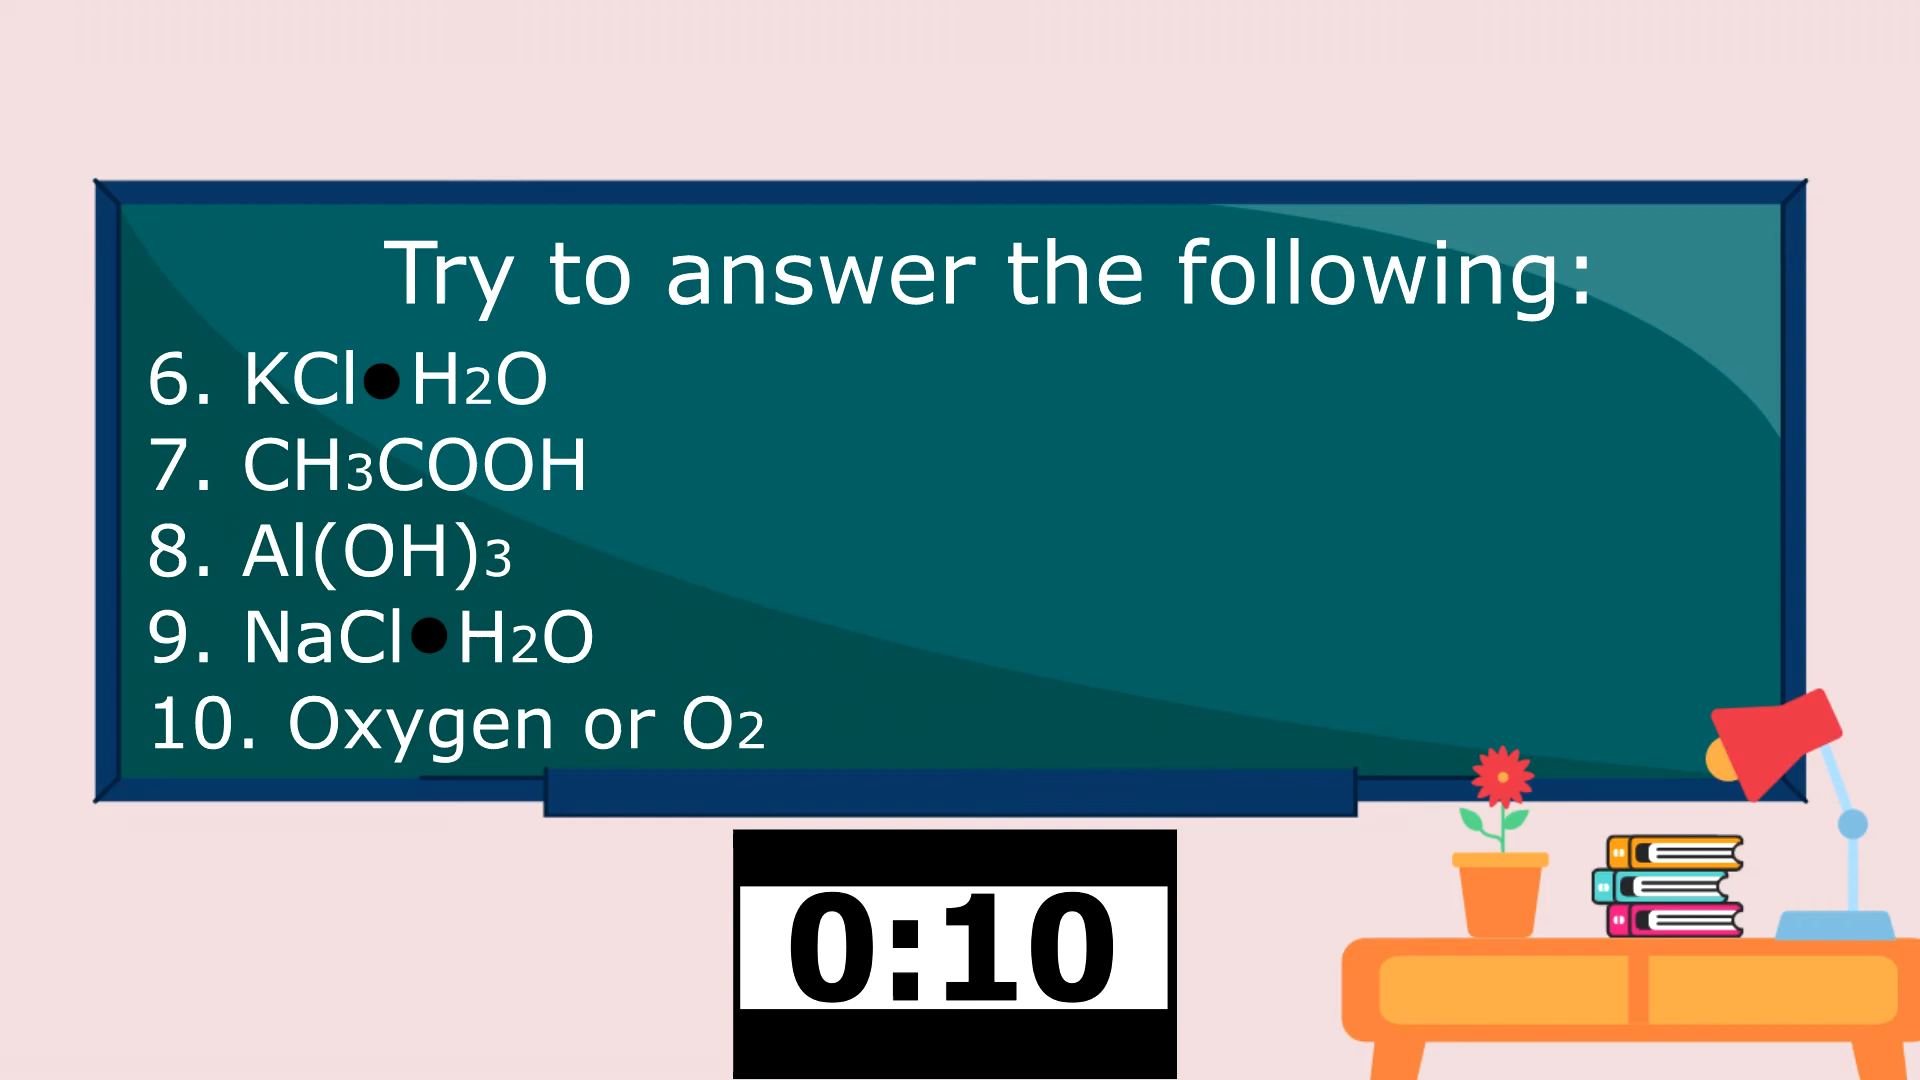 Try to answer the following:
6. KCl●H2O
7. CH3COOH
8. Al(OH)3
9. NaCl●H2O
10. Oxygen or O2
0:10